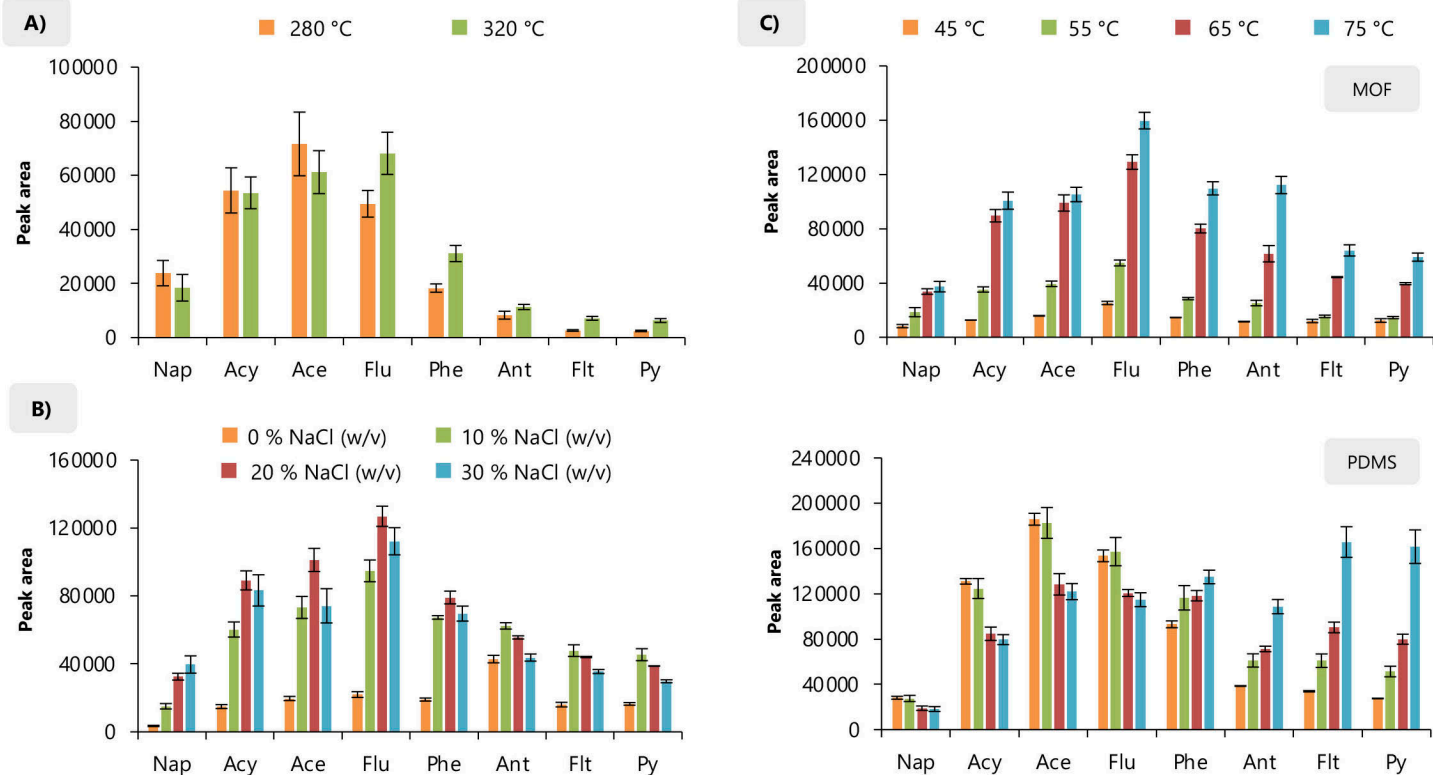 A)
280 °C 320 °C
Peak area
100000
80000
60000
40000
20000
0
Nap Acy Ace Flu Phe Ant Flt Py
B)
0 % NaCl (w/v) 10 % NaCl (w/v)
20 % NaCl (w/v) 30 % NaCl (w/v)
Peak area
160000
120000
80000
40000
0
Nap Acy Ace Flu Phe Ant Flt Py
C)
45 °C 55 °C 65 °C 75 °C
MOF
Peak area
200000
160000
120000
80000
40000
0
Nap Acy Ace Flu Phe Ant Flt Py
PDMS
Peak area
240000
200000
160000
120000
80000
40000
0
Nap Acy Ace Flu Phe Ant Flt Py